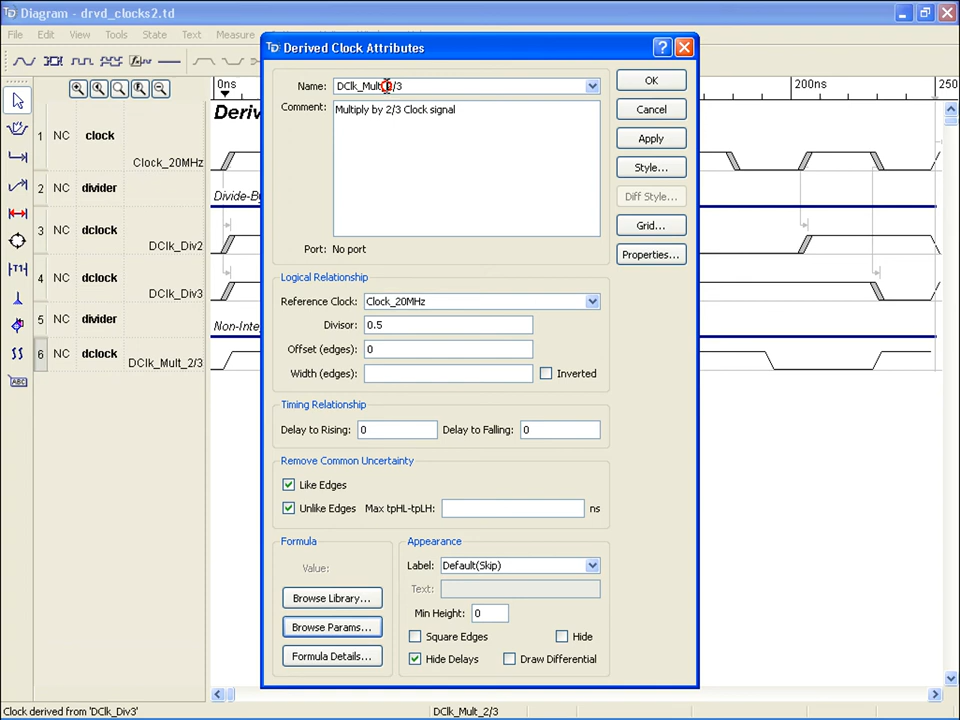 TD Diagram - drvd_clocks2.td
File Edit View Tools State Text Measure
Derived Clock Attributes
Name: DClk_Mult_2/3
OK
Comment: Multiply by 2/3 Clock signal
Cancel
Apply
Style...
Diff Style...
Grid...
Properties...
Port: No port
Logical Relationship
Reference Clock: Clock_20MHz
Divisor: 0.5
Offset (edges): 0
Width (edges):
Inverted
Timing Relationship
Delay to Rising: 0 Delay to Falling: 0
Remove Common Uncertainty
Like Edges
Unlike Edges Max tpHL-tpLH: ns
Formula
Value:
Browse Library...
Browse Params...
Formula Details...
Appearance
Label: Default(Skip)
Text:
Min Height: 0
Square Edges Hide
Hide Delays Draw Differential
0ns 200ns 250
Deriv
1 NC clock
Clock_20MHz
2 NC divider
Divide-By
3 NC dclock
DClk_Div2
4 NC dclock
DClk_Div3
5 NC divider
Non-Inte
6 NC dclock
DClk_Mult_2/3
ABC
Clock derived from 'DClk_Div3' DClk_Mult_2/3